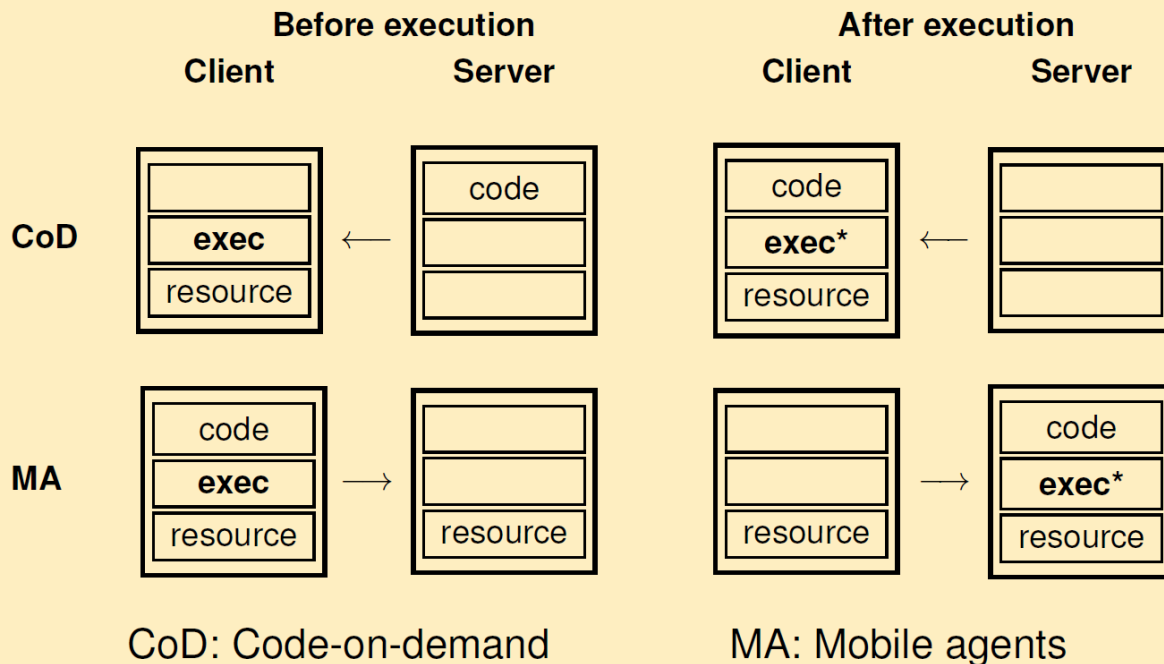 Before execution After execution
Client Server Client Server
CoD
exec
resource
←
code
code
exec*
resource
←
MA
code
exec
resource
→
resource
resource
→
code
exec*
resource
CoD: Code-on-demand MA: Mobile agents